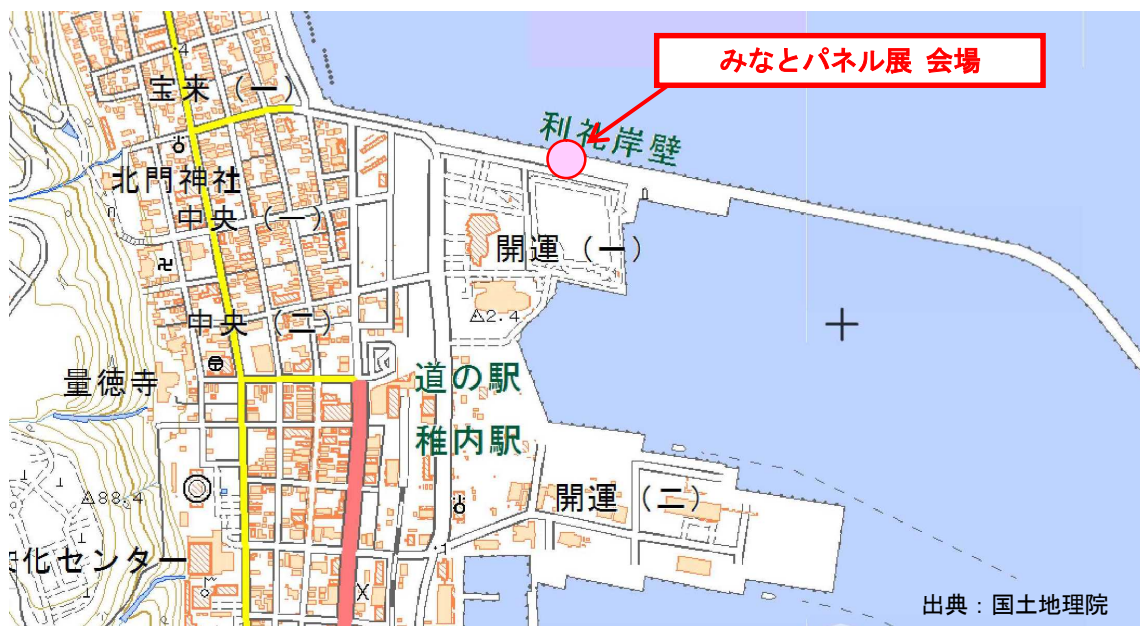 みなとパネル展 会場
・4
宝来（一）
利礼岸壁
北門神社
中央（一）
開運（一）
△2.4
中央（二）
道の駅
稚内駅
量徳寺
△88.4
開運（二）
化センター
・1
出典：国土地理院